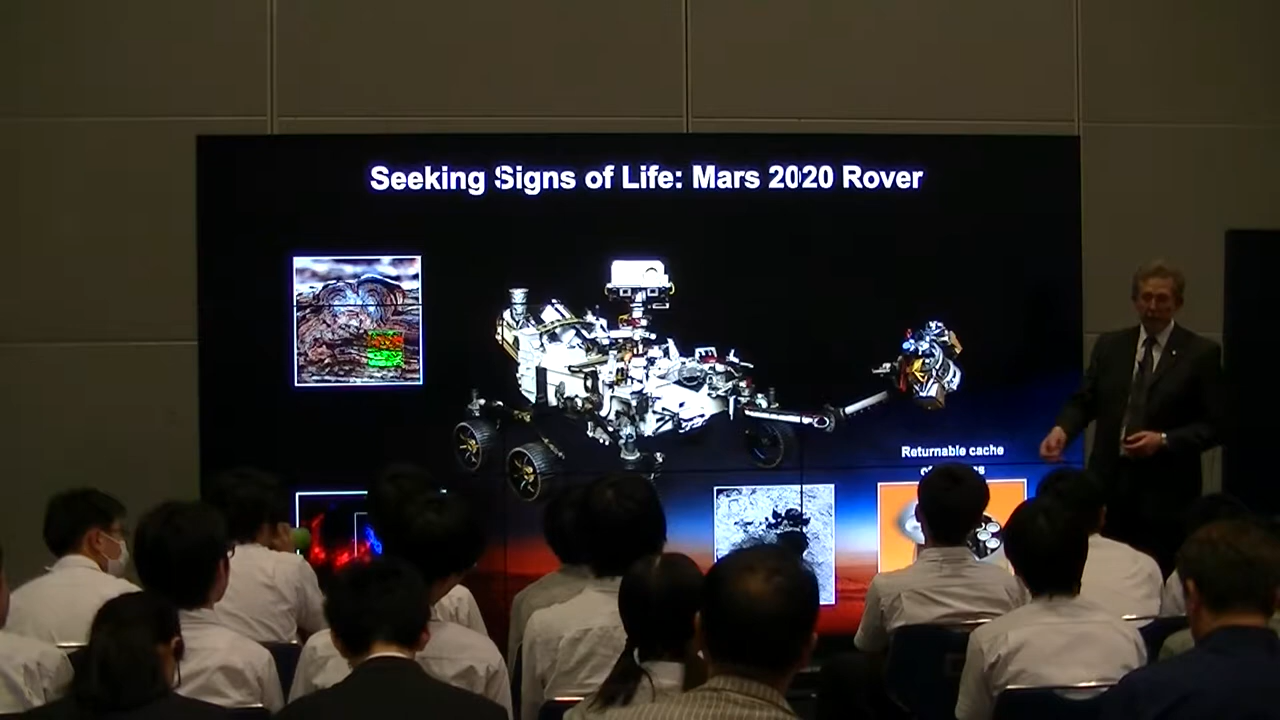 Seeking Signs of Life: Mars 2020 Rover
Returnable cache